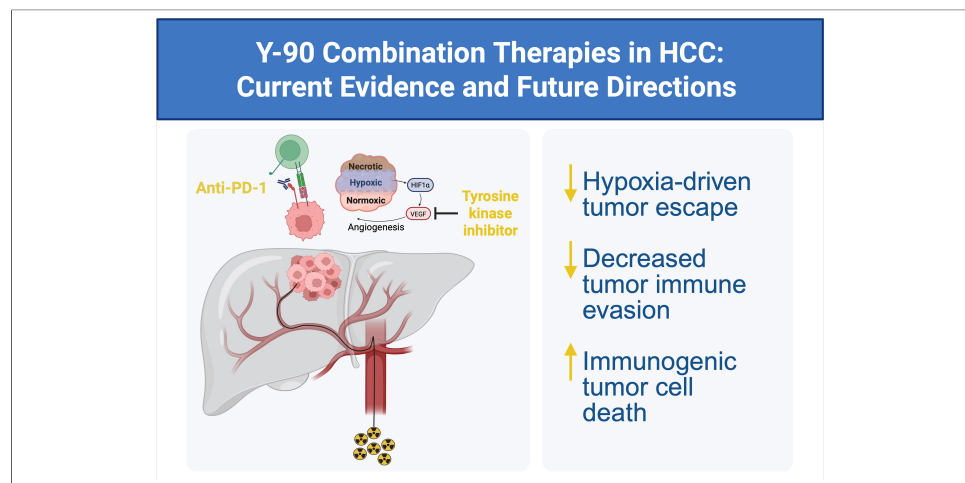 Y-90 Combination Therapies in HCC:
Current Evidence and Future Directions
Anti-PD-1
Necrotic
Hypoxic
Normoxic
HIF1α
VEGF
Angiogenesis
Tyrosine
kinase
inhibitor
Hypoxia-driven
tumor escape
Decreased
tumor immune
evasion
Immunogenic
tumor cell
death